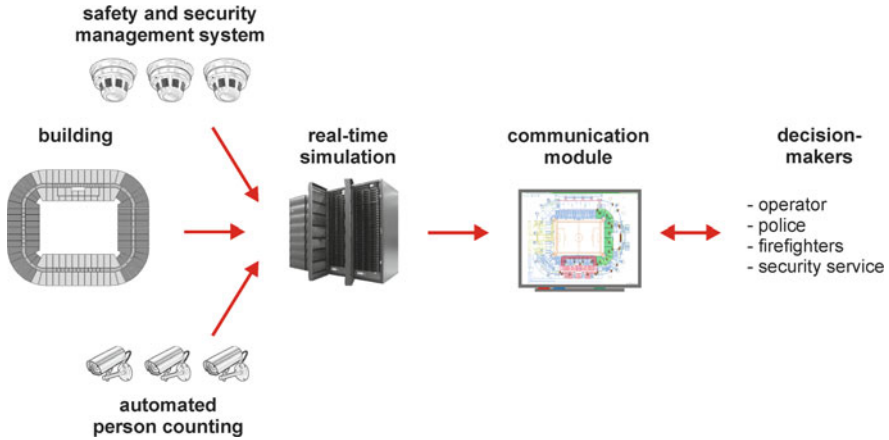 safety and security
management system
building
real-time
simulation
communication
module
decision-
makers
- operator
- police
- firefighters
- security service
automated
person counting